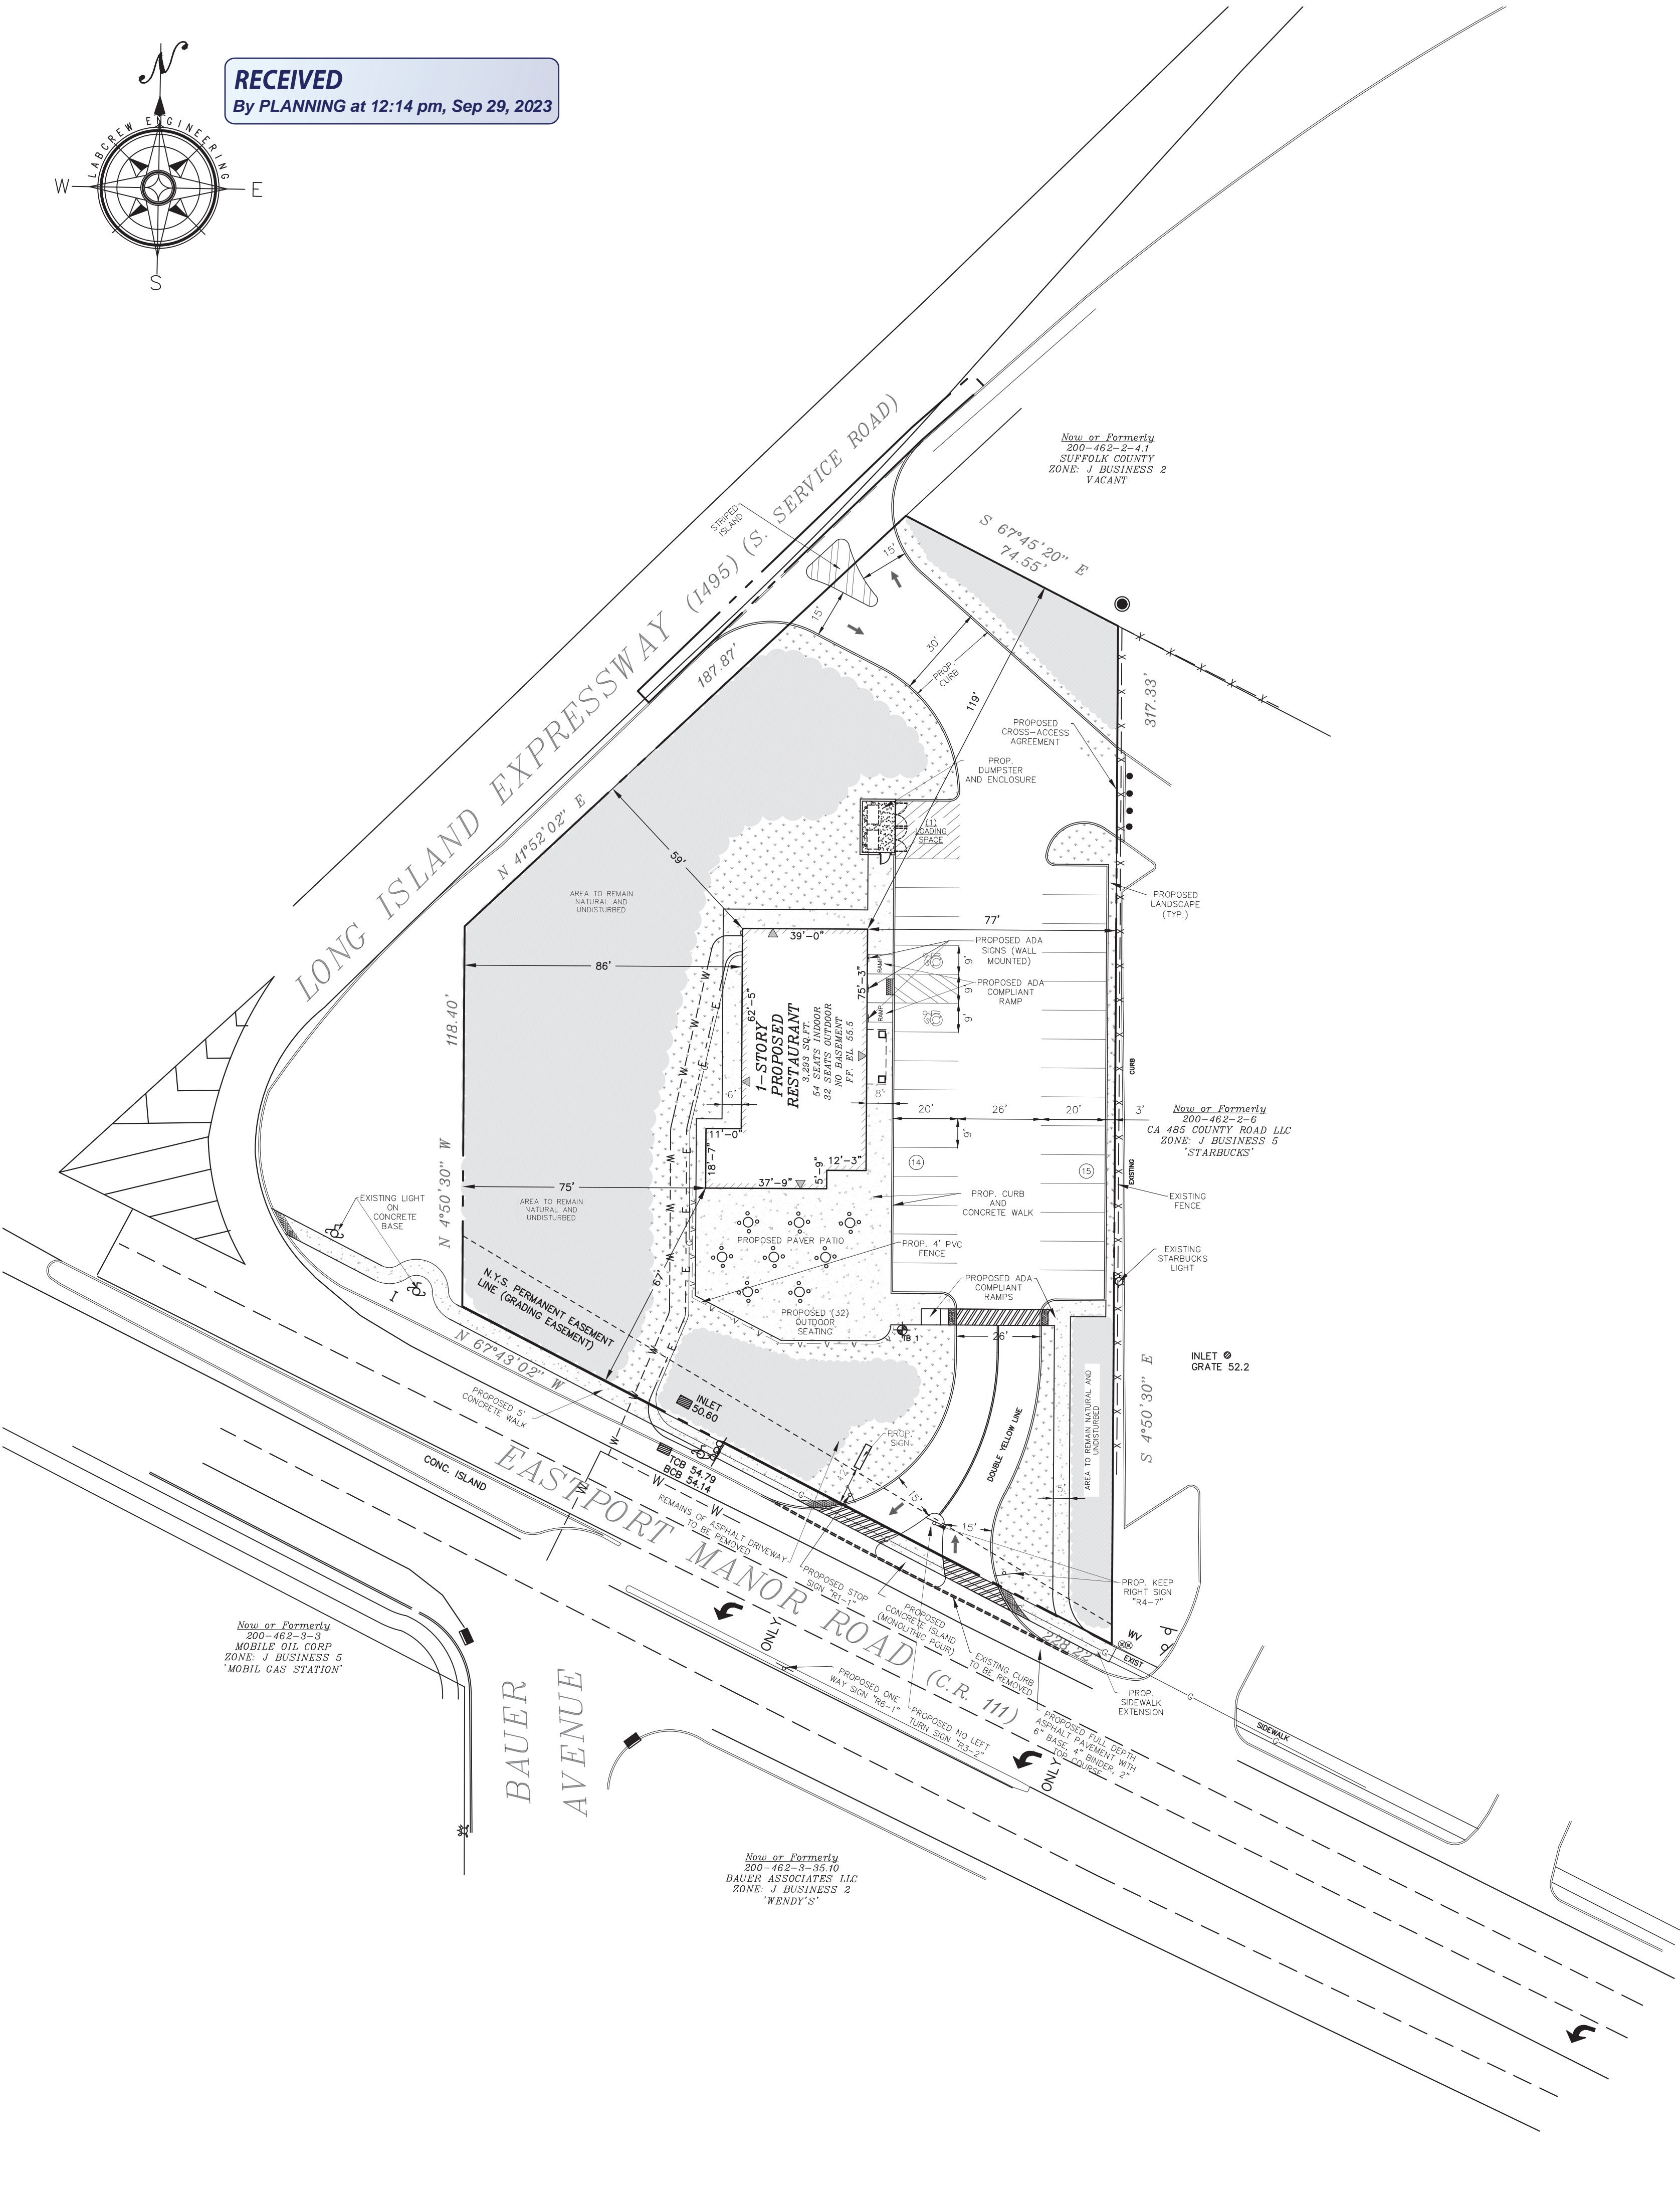 N
W
E
S
LABCREW ENGINEERING
RECEIVED
By PLANNING at 12:14 pm, Sep 29, 2023
LONG ISLAND EXPRESSWAY (I495) (S. SERVICE ROAD)
Now or Formerly
200-462-2-4.1
SUFFOLK COUNTY
ZONE: J BUSINESS 2
VACANT
S 67°45'20" E
74.55'
STRIPED
ISLAND
15'
15'
30'
PROP.
CURB
119'
187.87'
N 41°52'02" E
317.33'
PROPOSED
CROSS-ACCESS
AGREEMENT
PROP.
DUMPSTER
AND ENCLOSURE
(1)
LOADING
SPACE
59'
AREA TO REMAIN
NATURAL AND
UNDISTURBED
PROPOSED
LANDSCAPE
(TYP.)
77'
39'-0"
PROPOSED ADA
SIGNS (WALL
MOUNTED)
RAMP
9'
86'
75'-3"
PROPOSED ADA
COMPLIANT
RAMP
9'
RAMP
9'
62'-5"
1-STORY
PROPOSED
RESTAURANT
3,293 SQ.FT.
54 SEATS INDOOR
32 SEATS OUTDOOR
NO BASEMENT
FF. EL 55.5
118.40'
N 4°50'30" W
W
W
W
E
E
E
6'
8'
20'
26'
20'
3'
9'
CURB
EXISTING
Now or Formerly
200-462-2-6
CA 485 COUNTY ROAD LLC
ZONE: J BUSINESS 5
'STARBUCKS'
11'-0"
18'-7"
12'-3"
5'-9"
37'-9"
14
15
75'
AREA TO REMAIN
NATURAL AND
UNDISTURBED
EXISTING LIGHT
ON
CONCRETE
BASE
PROP. CURB
AND
CONCRETE WALK
EXISTING
FENCE
PROPOSED PAVER PATIO
PROP. 4' PVC
FENCE
EXISTING
STARBUCKS
LIGHT
67'
N.Y.S. PERMANENT EASEMENT
LINE (GRADING EASEMENT)
PROPOSED ADA
COMPLIANT
RAMPS
PROPOSED (32)
OUTDOOR
SEATING
TB 1
26'
I
N 67°43'02" W
INLET
GRATE 52.2
S 4°50'30" E
AREA TO REMAIN NATURAL AND
UNDISTURBED
PROPOSED 5'
CONCRETE WALK
INLET
50.60
DOUBLE YELLOW LINE
PROP.
SIGN
TCB 54.79
BCB 54.14
CONC. ISLAND
15'
5'
15'
REMAINS OF ASPHALT DRIVEWAY
TO BE REMOVED
EASTPORT MANOR ROAD (C.R. 111)
PROPOSED STOP
SIGN "R1-1"
PROPOSED
CONCRETE ISLAND
(MONOLITHIC POUR)
EXISTING CURB
TO BE REMOVED
PROP. KEEP
RIGHT SIGN
"R4-7"
WV
EXIST
228.22
G
PROP.
SIDEWALK
EXTENSION
SIDEWALK
G
G
ONLY
PROPOSED ONE
WAY SIGN "R6-1"
PROPOSED NO LEFT
TURN SIGN "R3-2"
PROPOSED FULL DEPTH
ASPHALT PAVEMENT WITH
6" BASE, 4" BINDER, 2"
TOP COURSE
ONLY
Now or Formerly
200-462-3-3
MOBILE OIL CORP
ZONE: J BUSINESS 5
'MOBIL GAS STATION'
BAUER
AVENUE
Now or Formerly
200-462-3-35.10
BAUER ASSOCIATES LLC
ZONE: J BUSINESS 2
'WENDY'S'